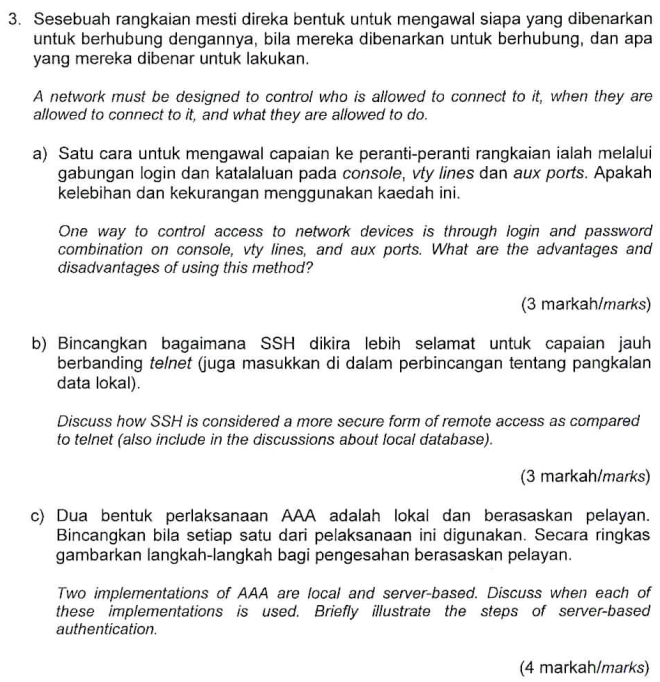 3. Sesebuah rangkaian mesti direka bentuk untuk mengawal siapa yang dibenarkan
untuk berhubung dengannya, bila mereka dibenarkan untuk berhubung, dan apa
yang mereka dibenar untuk lakukan.
A network must be designed to control who is allowed to connect to it, when they are
allowed to connect to it, and what they are allowed to do.
a) Satu cara untuk mengawal capaian ke peranti-peranti rangkaian ialah melalui
gabungan login dan katalaluan pada console, vty lines dan aux ports. Apakah
kelebihan dan kekurangan menggunakan kaedah ini.
One way to control access to network devices is through login and password
combination on console, vty lines, and aux ports. What are the advantages and
disadvantages of using this method?
(3 markah/marks)
b) Bincangkan bagaimana SSH dikira lebih selamat untuk capaian jauh
berbanding telnet (juga masukkan di dalam perbincangan tentang pangkalan
data lokal).
Discuss how SSH is considered a more secure form of remote access as compared
to telnet (also include in the discussions about local database).
(3 markah/marks)
c) Dua bentuk perlaksanaan AAA adalah lokal dan berasaskan pelayan.
Bincangkan bila setiap satu dari pelaksanaan ini digunakan. Secara ringkas
gambarkan langkah-langkah bagi pengesahan berasaskan pelayan.
Two implementations of AAA are local and server-based. Discuss when each of
these implementations is used. Briefly illustrate the steps of server-based
authentication.
(4 markah/marks)